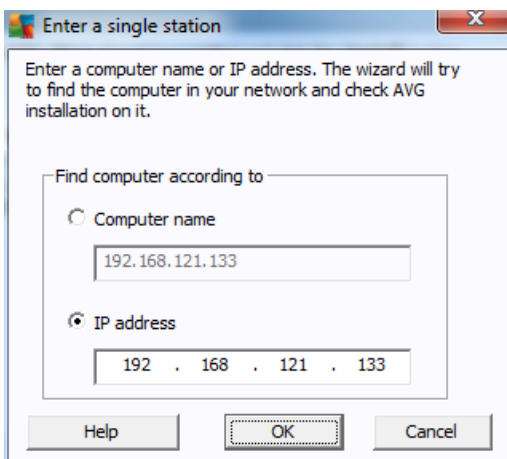 Enter a single station
Enter a computer name or IP address. The wizard will try
to find the computer in your network and check AVG
installation on it.
Find computer according to
Computer name
192.168.121.133
IP address
192 . 168 . 121 . 133
Help OK Cancel